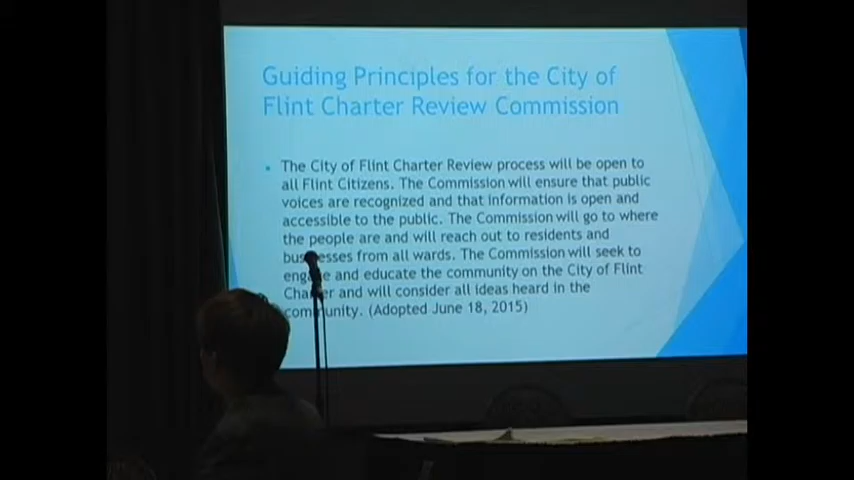 Guiding Principles for the City of
Flint Charter Review Commission
The City of Flint Charter Review process will be open to
all Flint Citizens. The Commission will ensure that public
voices are recognized and that information is open and
accessible to the public. The Commission will go to where
the people are and will reach out to residents and
businesses from all wards. The Commission will seek to
engage and educate the community on the City of Flint
Charter and will consider all ideas heard in the
community. (Adopted June 18, 2015)